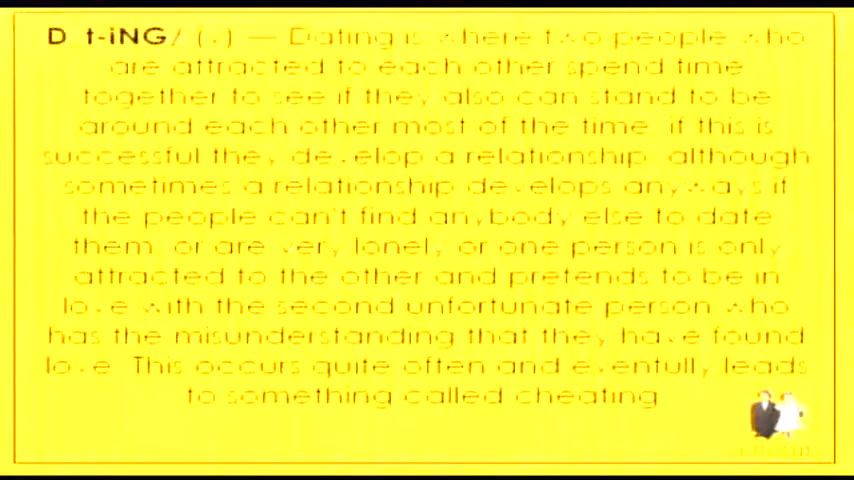 D t-iNG/ (v) — Dating is where two people who
are attracted to each other spend time
together to see if they also can stand to be
around each other most of the time if this is
successful they develop a relationship although
sometimes a relationship develops anyways if
the people can't find anybody else to date
them or are very lonely or one person is only
attracted to the other and pretends to be in
love with the second unfortunate person who
has the misunderstanding that they have found
love This occurs quite often and eventfully leads
to something called cheating